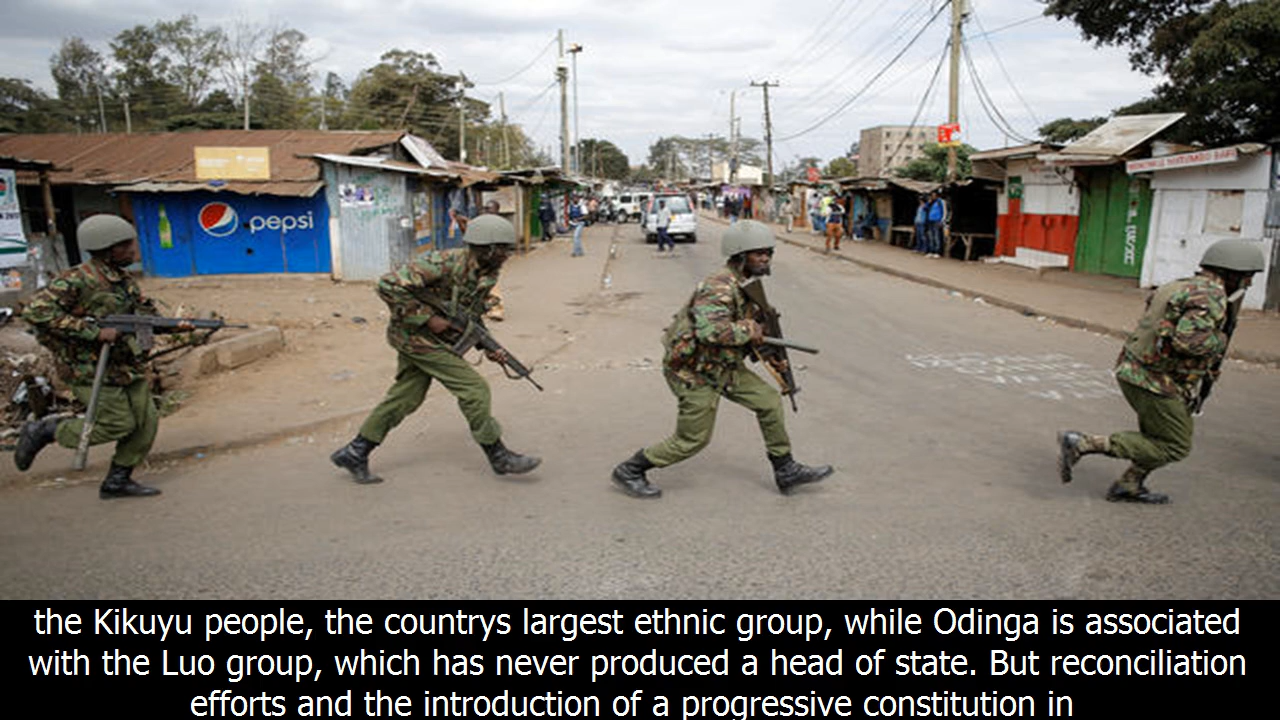 pepsi
the Kikuyu people, the countrys largest ethnic group, while Odinga is associated
with the Luo group, which has never produced a head of state. But reconciliation
efforts and the introduction of a progressive constitution in